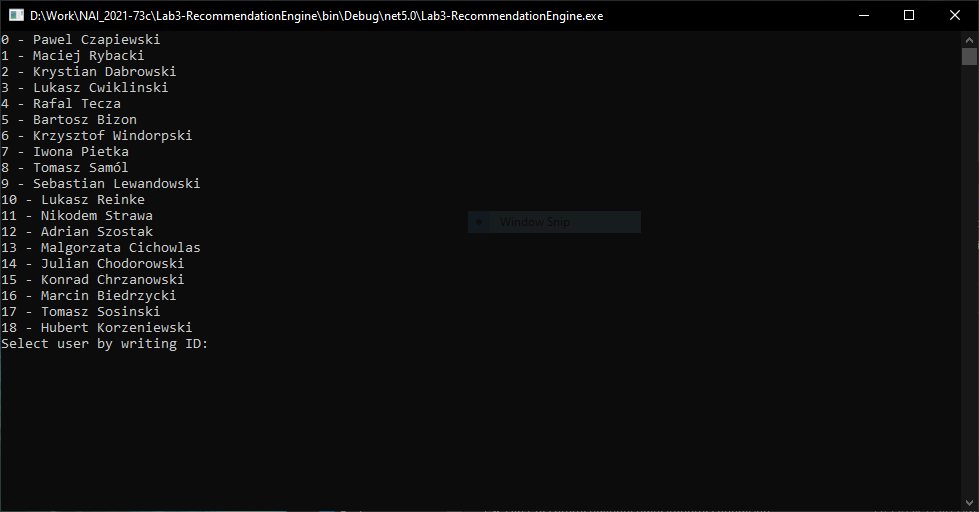 D:\Work\NAI_2021-73c\Lab3-RecommendationEngine\bin\Debug\net5.0\Lab3-RecommendationEngine.exe
0 - Pawel Czapiewski
1 - Maciej Rybacki
2 - Krystian Dabrowski
3 - Lukasz Cwiklinski
4 - Rafal Tecza
5 - Bartosz Bizon
6 - Krzysztof Windorpski
7 - Iwona Pietka
8 - Tomasz Samól
9 - Sebastian Lewandowski
10 - Lukasz Reinke
11 - Nikodem Strawa
Window Snip
12 - Adrian Szostak
13 - Malgorzata Cichowlas
14 - Julian Chodorowski
15 - Konrad Chrzanowski
16 - Marcin Biedrzycki
17 - Tomasz Sosinski
18 - Hubert Korzeniewski
Select user by writing ID: